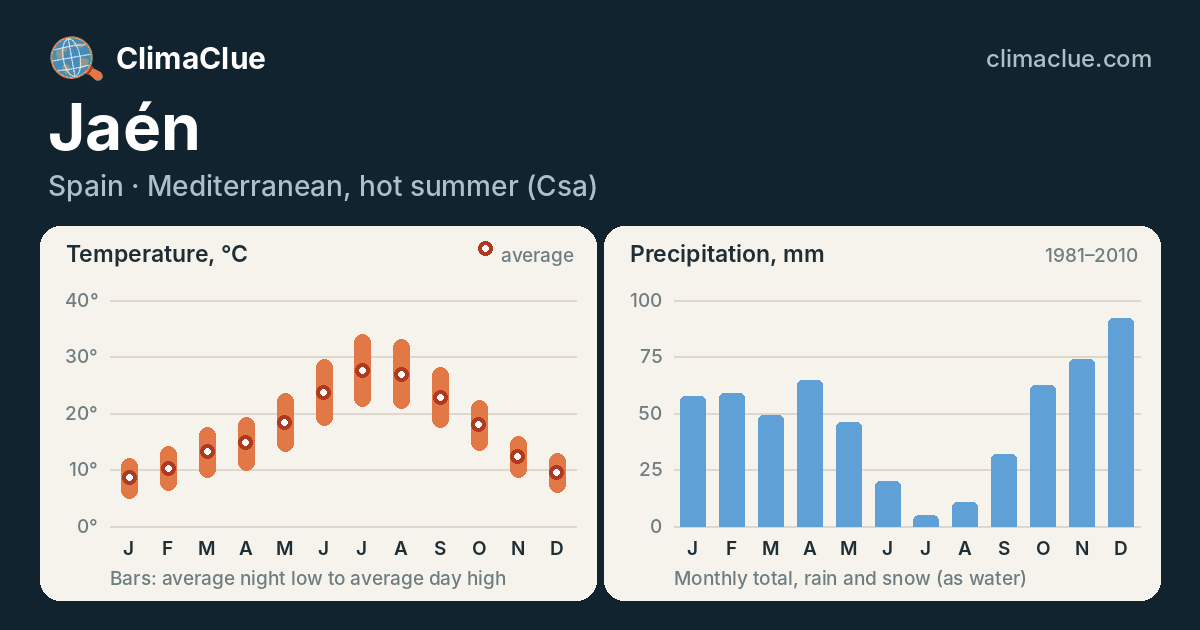 ClimaClue
climaclue.com
Jaén
Spain · Mediterranean, hot summer (Csa)
Temperature, °C
average
40°
30°
20°
10°
0°
J F M A M J J A S O N D
Bars: average night low to average day high
Precipitation, mm
1981–2010
100
75
50
25
0
J F M A M J J A S O N D
Monthly total, rain and snow (as water)